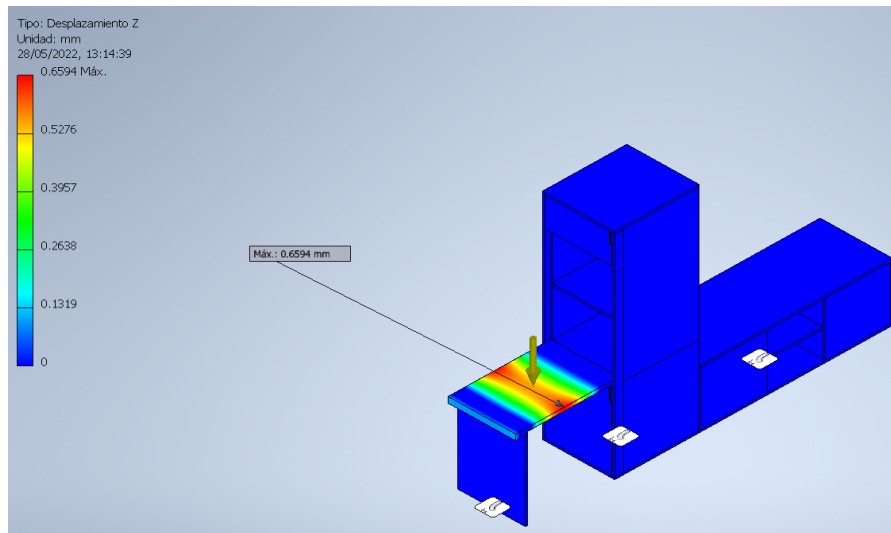 Tipo: Desplazamiento Z
Unidad: mm
28/05/2022, 13:14:39
0.6594 Máx.
0.5276
0.3957
0.2638
0.1319
0
Máx.: 0.6594 mm